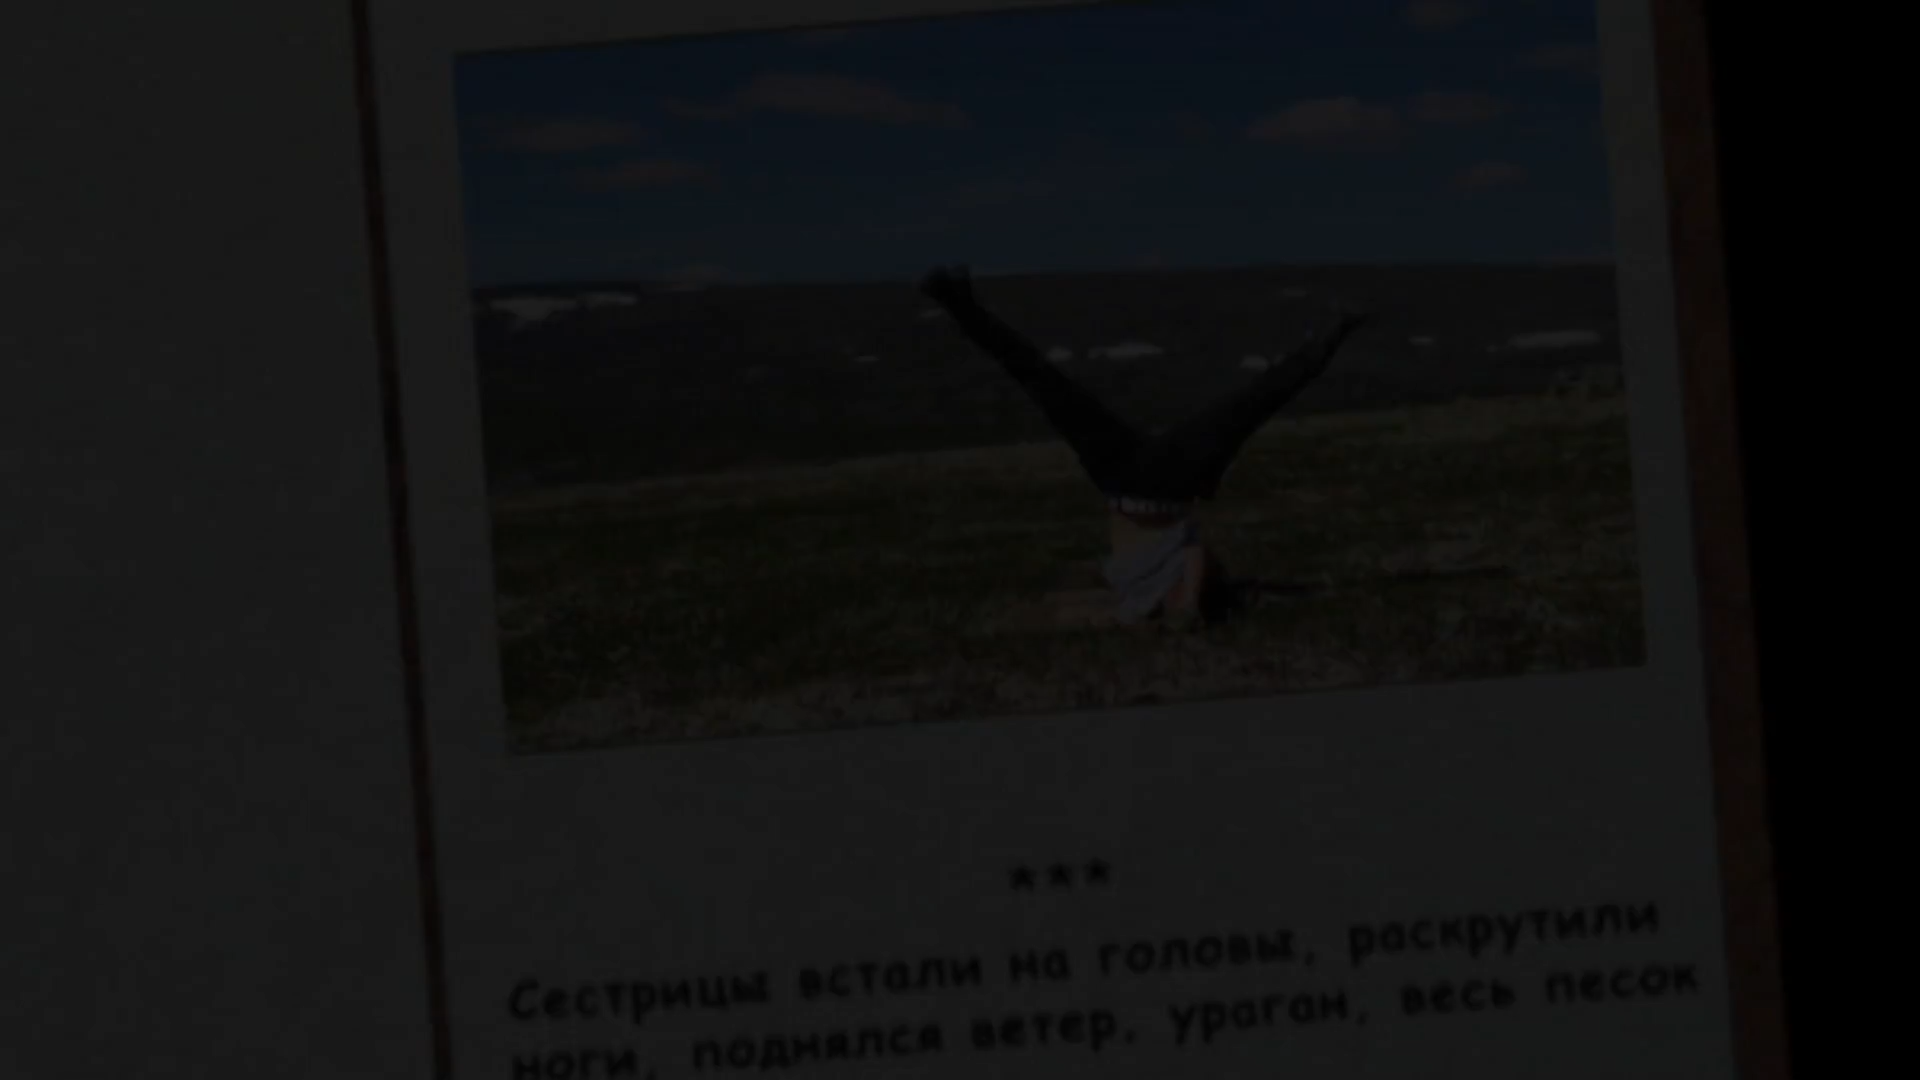 ***
Сестрицы встали на головы, раскрутили
ноги, поднялся ветер, ураган, весь песок